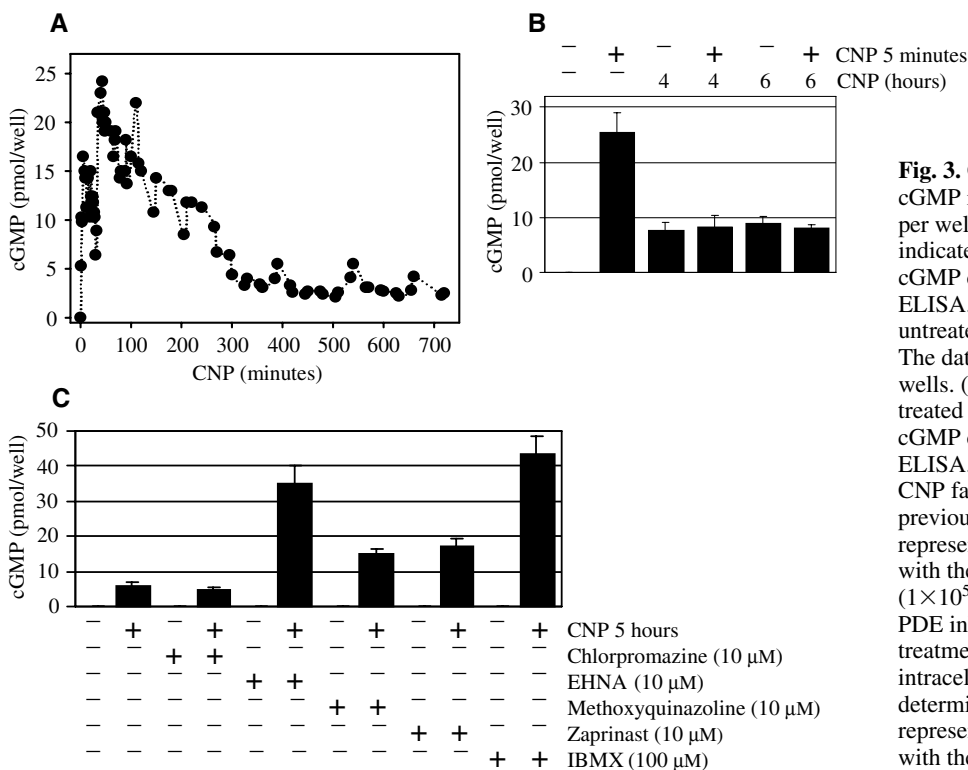 A
25
20
15
10
5
0
cGMP (pmol/well)
0 100 200 300 400 500 600 700
CNP (minutes)
B
– + – + – + CNP 5 minutes
– – 4 4 6 6 CNP (hours)
30
20
10
0
cGMP (pmol/well)
C
50
40
30
20
10
0
cGMP (pmol/well)
– + – + – + – + – + – + CNP 5 hours
– – + + – – – – – – – – Chlorpromazine (10 µM)
– – – – + + – – – – – – EHNA (10 µM)
– – – – – – + + – – – – Methoxyquinazoline (10 µM)
– – – – – – – – + + – – Zaprinast (10 µM)
– – – – – – – – – – + + IBMX (100 µM)
Fig. 3.
cGMP
per wel
indicate
cGMP
ELISA.
untreate
The dat
wells. (
treated
cGMP
ELISA.
CNP fa
previou
represe
with the
(1×10⁵
PDE in
treatme
intracel
determi
represe
with the